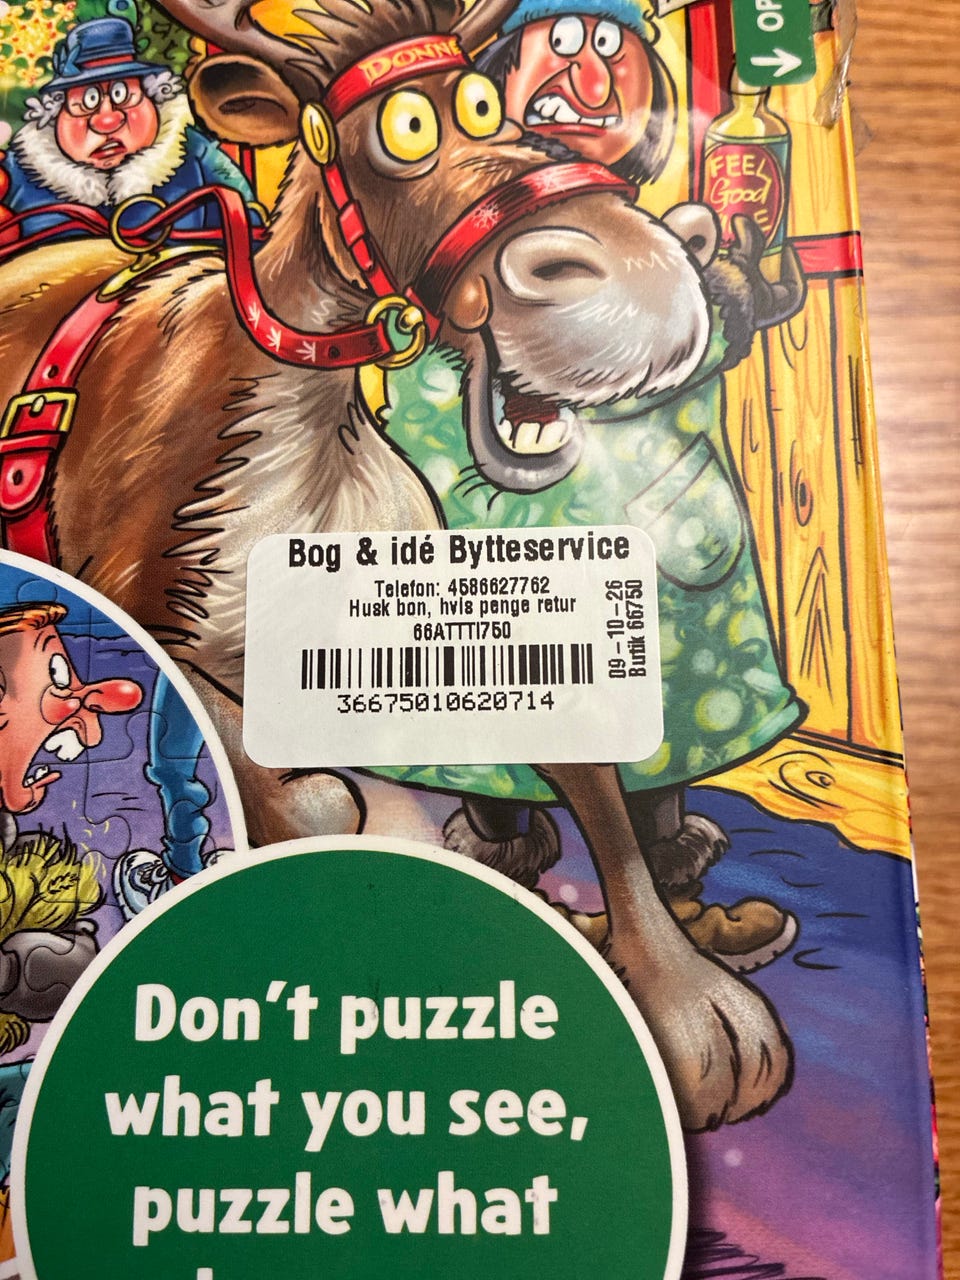 DONNE
OP
FEEL
Good
Bog & idé Bytteservice
Telefon: 4586627762
Husk bon, hvis penge retur
66ATTTI750
36675010620714
09-10-26
Butik 66750
Don't puzzle
what you see,
puzzle what